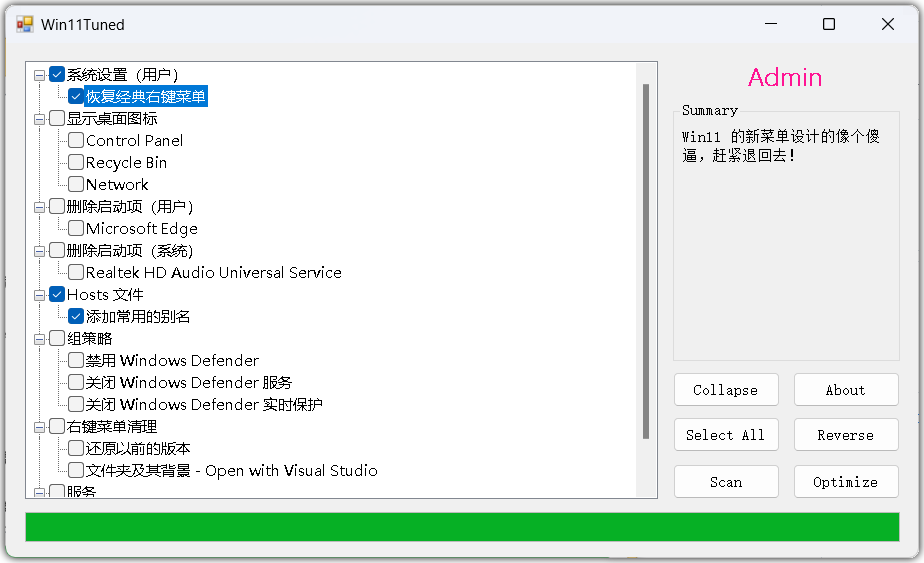 Win11Tuned
系统设置（用户）
恢复经典右键菜单
显示桌面图标
Control Panel
Recycle Bin
Network
删除启动项（用户）
Microsoft Edge
删除启动项（系统）
Realtek HD Audio Universal Service
Hosts 文件
添加常用的别名
组策略
禁用 Windows Defender
关闭 Windows Defender 服务
关闭 Windows Defender 实时保护
右键菜单清理
还原以前的版本
文件夹及其背景 - Open with Visual Studio
服务
Admin
Summary
Win11 的新菜单设计的像个傻
逼，赶紧退回去！
Collapse
About
Select All
Reverse
Scan
Optimize